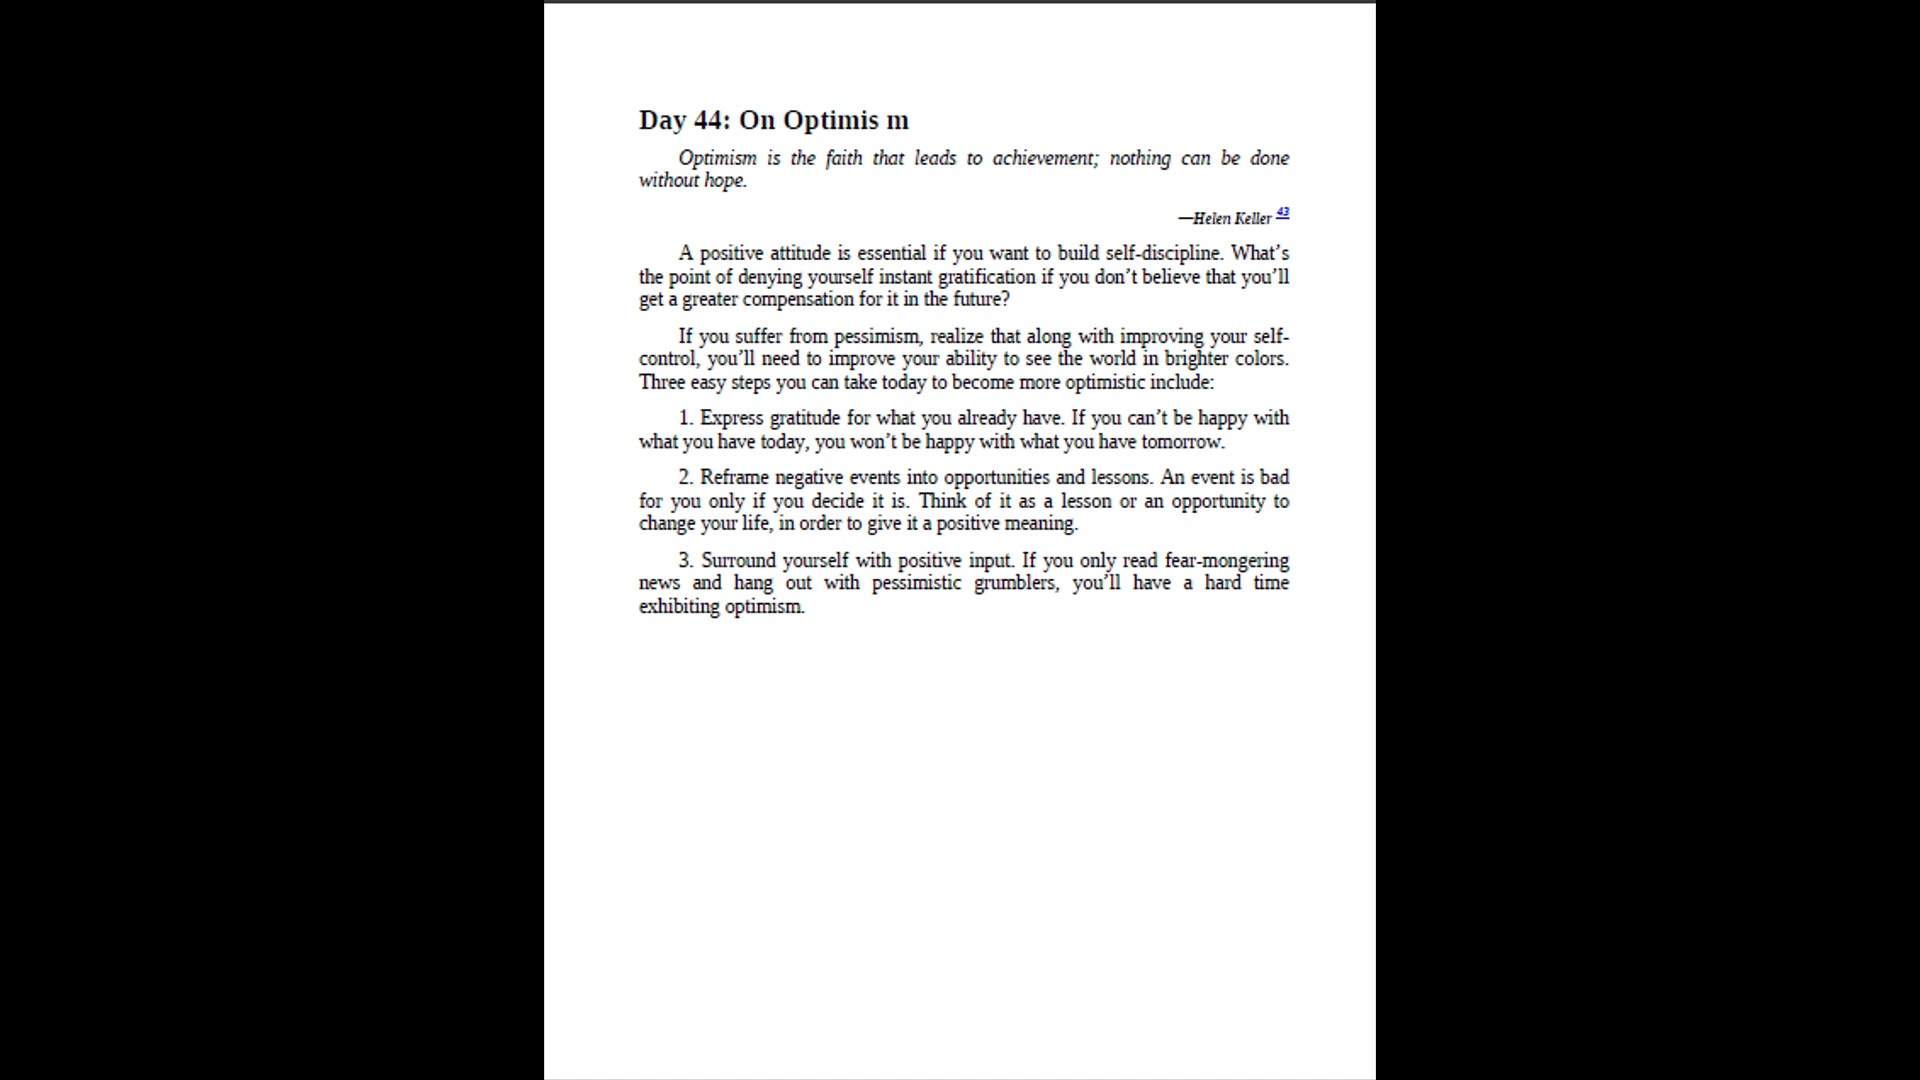 Day 44: On Optimis m
Optimism is the faith that leads to achievement; nothing can be done
without hope.
—Helen Keller 43
A positive attitude is essential if you want to build self-discipline. What’s
the point of denying yourself instant gratification if you don’t believe that you’ll
get a greater compensation for it in the future?
If you suffer from pessimism, realize that along with improving your self-
control, you’ll need to improve your ability to see the world in brighter colors.
Three easy steps you can take today to become more optimistic include:
1. Express gratitude for what you already have. If you can’t be happy with
what you have today, you won’t be happy with what you have tomorrow.
2. Reframe negative events into opportunities and lessons. An event is bad
for you only if you decide it is. Think of it as a lesson or an opportunity to
change your life, in order to give it a positive meaning.
3. Surround yourself with positive input. If you only read fear-mongering
news and hang out with pessimistic grumblers, you’ll have a hard time
exhibiting optimism.